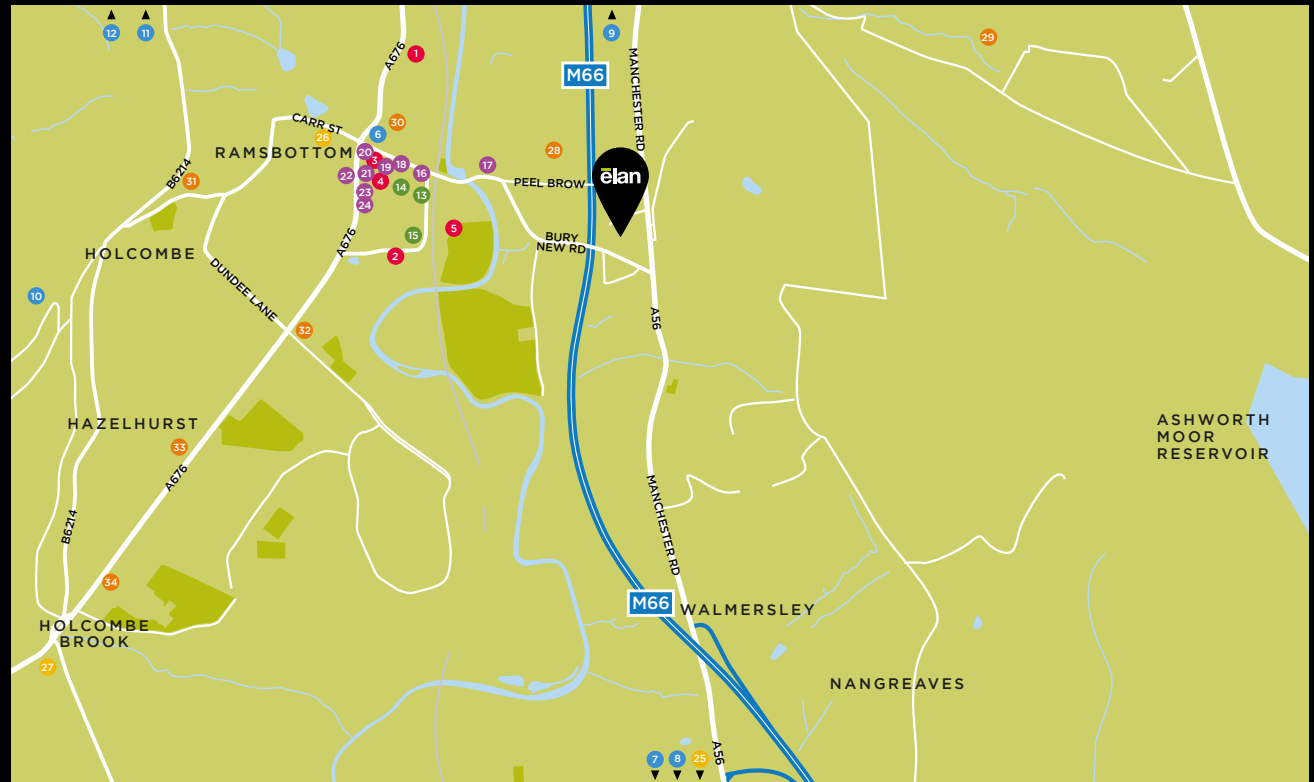 12
11
9
29
1
A676
MANCHESTER RD
M66
CARR ST
30
26
6
RAMSBOTTOM
20
3
19
18
28
17
22
21
4
16
14
13
23
24
B6214
31
PEEL BROW
élan
15
5
2
A676
BURY
NEW RD
HOLCOMBE
10
DUNDEE LANE
32
A56
HAZELHURST
33
A676
ASHWORTH
MOOR
RESERVOIR
B6214
MANCHESTER RD
34
M66
WALMERSLEY
HOLCOMBE
BROOK
27
NANGREAVES
7
8
25
A56